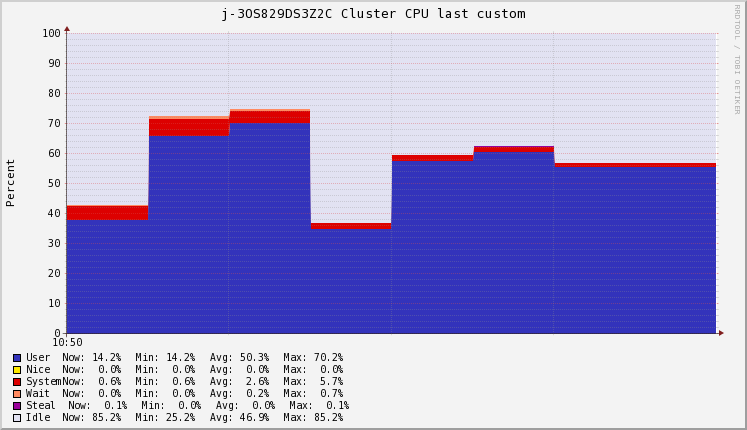 j-3OS829DS3Z2C Cluster CPU last custom
RRDTOOL / TOBI OETIKER
Percent
100
90
80
70
60
50
40
30
20
10
0
10:50
User Now: 14.2% Min: 14.2% Avg: 50.3% Max: 70.2%
Nice Now: 0.0% Min: 0.0% Avg: 0.0% Max: 0.0%
System Now: 0.6% Min: 0.6% Avg: 2.6% Max: 5.7%
Wait Now: 0.0% Min: 0.0% Avg: 0.2% Max: 0.7%
Steal Now: 0.1% Min: 0.0% Avg: 0.0% Max: 0.1%
Idle Now: 85.2% Min: 25.2% Avg: 46.9% Max: 85.2%